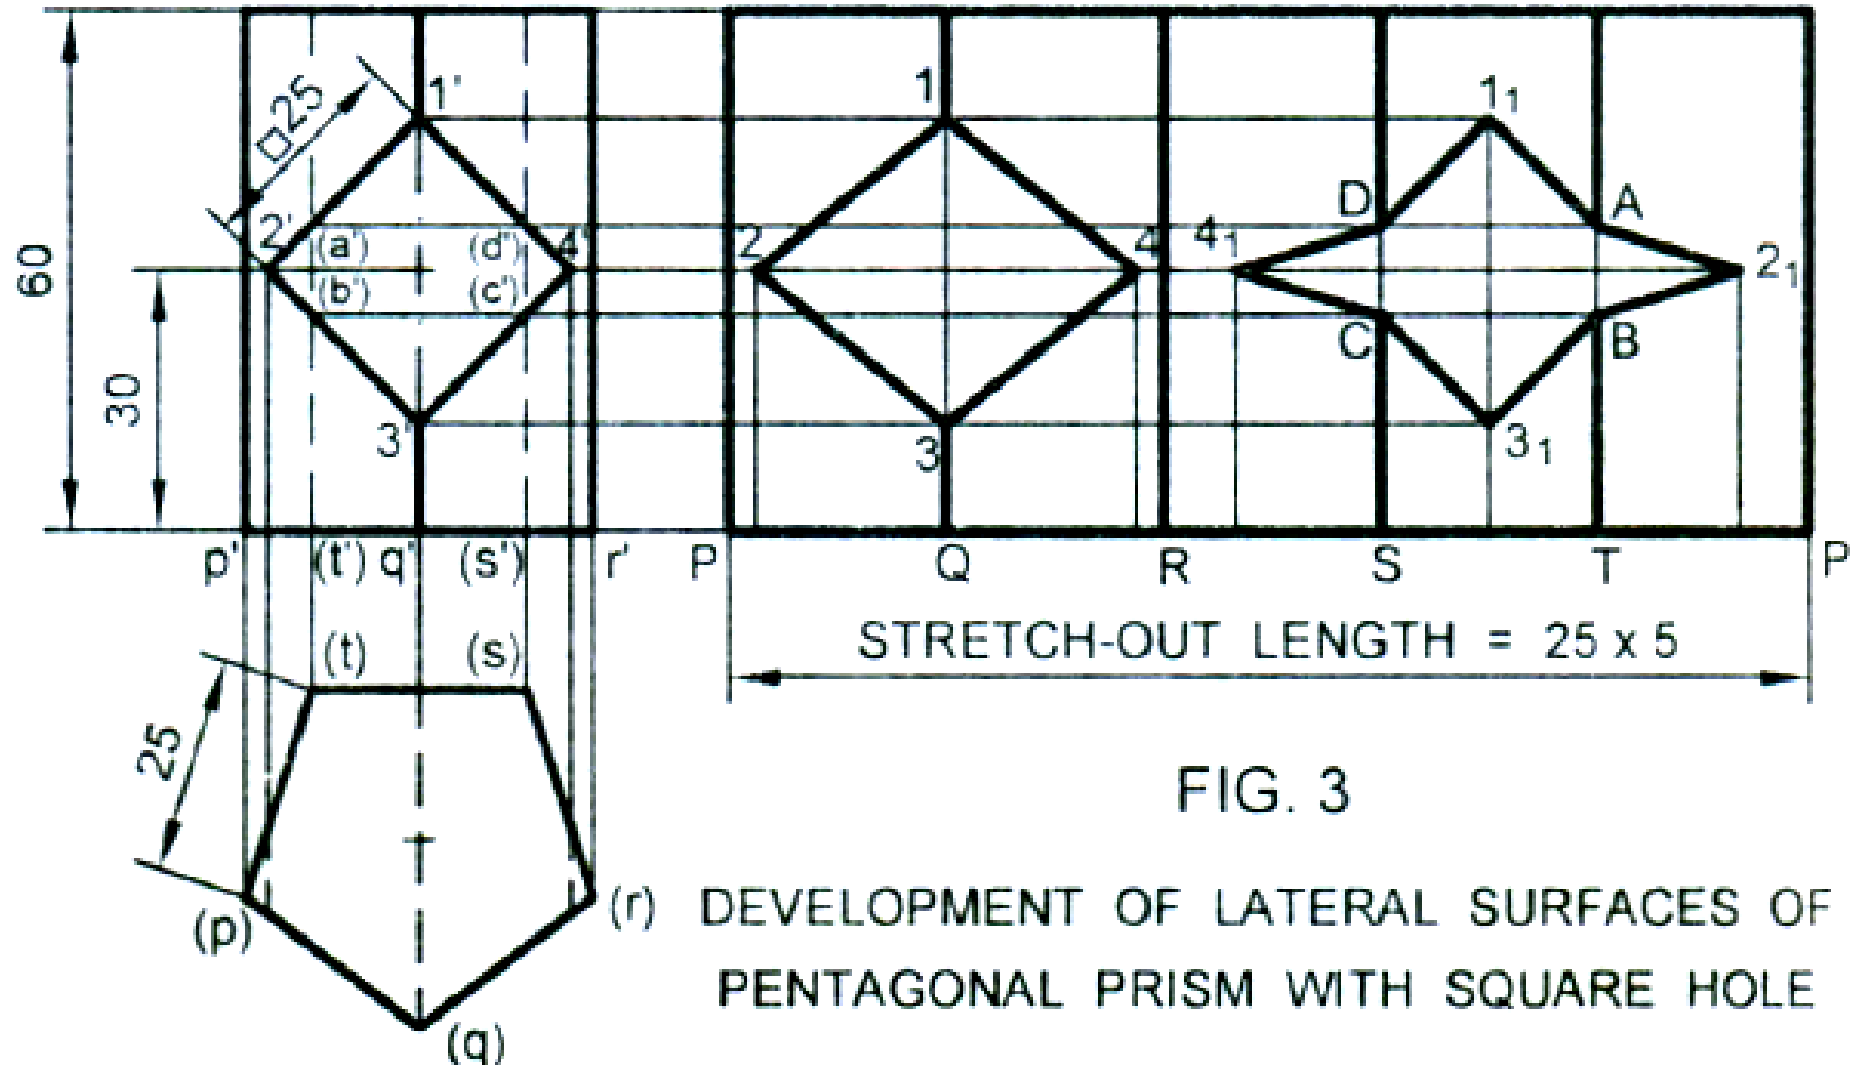 □25
1'
1
1₁
2'
(a')
(d')
4'
2
4
4₁
D
A
2₁
(b')
(c')
C
B
60
30
3'
3
3₁
p'
(t')
q'
(s')
r'
P
Q
R
S
T
P
STRETCH-OUT LENGTH = 25 x 5
(t)
(s)
25
FIG. 3
(p)
(r)
DEVELOPMENT OF LATERAL SURFACES OF
PENTAGONAL PRISM WITH SQUARE HOLE
(q)